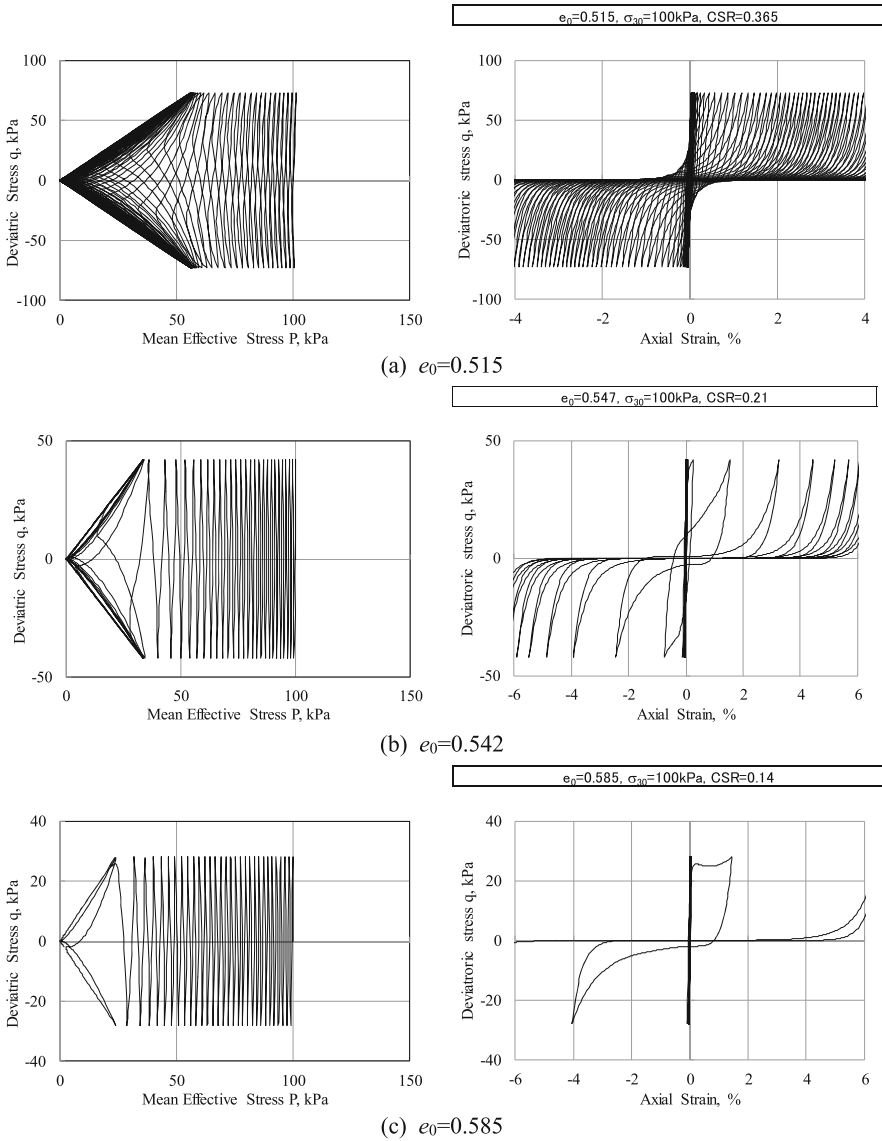 e0=0.515, σ30=100kPa, CSR=0.365
Deviatric Stress q, kPa
100
50
0
-50
-100
0 50 100 150
Mean Effective Stress P, kPa
Deviatroric stress q, kPa
100
50
0
-50
-100
-4 -2 0 2 4
Axial Strain, %
(a) e0=0.515
e0=0.547, σ30=100kPa, CSR=0.21
Deviatric Stress q, kPa
50
0
-50
0 50 100 150
Mean Effective Stress P, kPa
Deviatroric stress q, kPa
50
0
-50
-6 -4 -2 0 2 4 6
Axial Strain, %
(b) e0=0.542
e0=0.585, σ30=100kPa, CSR=0.14
Deviatric Stress q, kPa
40
20
0
-20
-40
0 50 100 150
Mean Effective Stress P, kPa
Deviatroric stress q, kPa
40
20
0
-20
-40
-6 -4 -2 0 2 4 6
Axial Strain, %
(c) e0=0.585